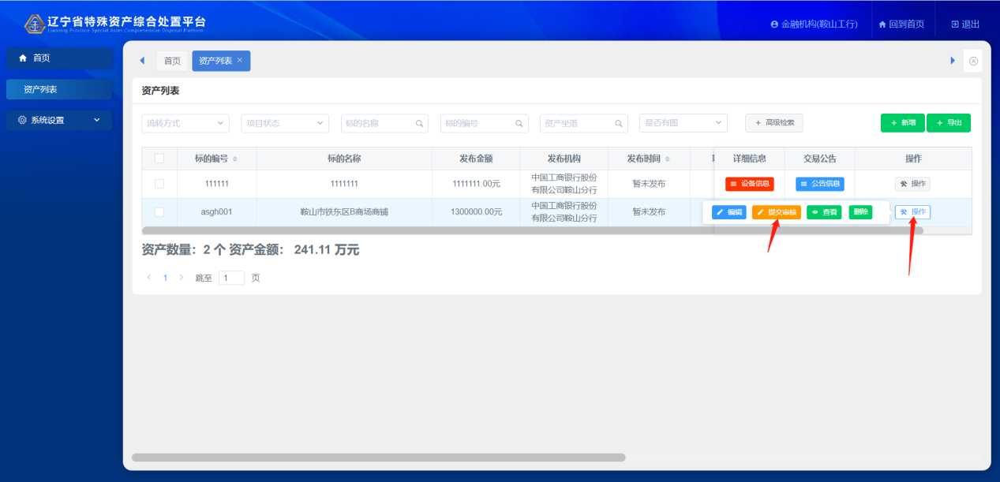 辽宁省特殊资产综合处置平台
Liaoning Province Special Asset Comprehensive Disposal Platform
金融机构(鞍山工行)
回到首页
退出
首页
资产列表
系统设置
首页
资产列表 ×
资产列表
流转方式
项目状态
标的名称
标的编号
资产坐落
是否有图
+ 高级检索
+ 新增
+ 导出
标的编号 标的名称 发布金额 发布机构 发布时间 详细信息 交易公告 操作
111111 1111111 1111111.00元 中国工商银行股份有限公司鞍山分行 暂未发布 设备信息 公告信息 操作
asgh001 鞍山市铁东区B商场商铺 1300000.00元 中国工商银行股份有限公司鞍山分行 暂未发布 编辑 提交审核 查看 删除 操作
资产数量：2 个 资产金额： 241.11 万元
1 跳至 1 页